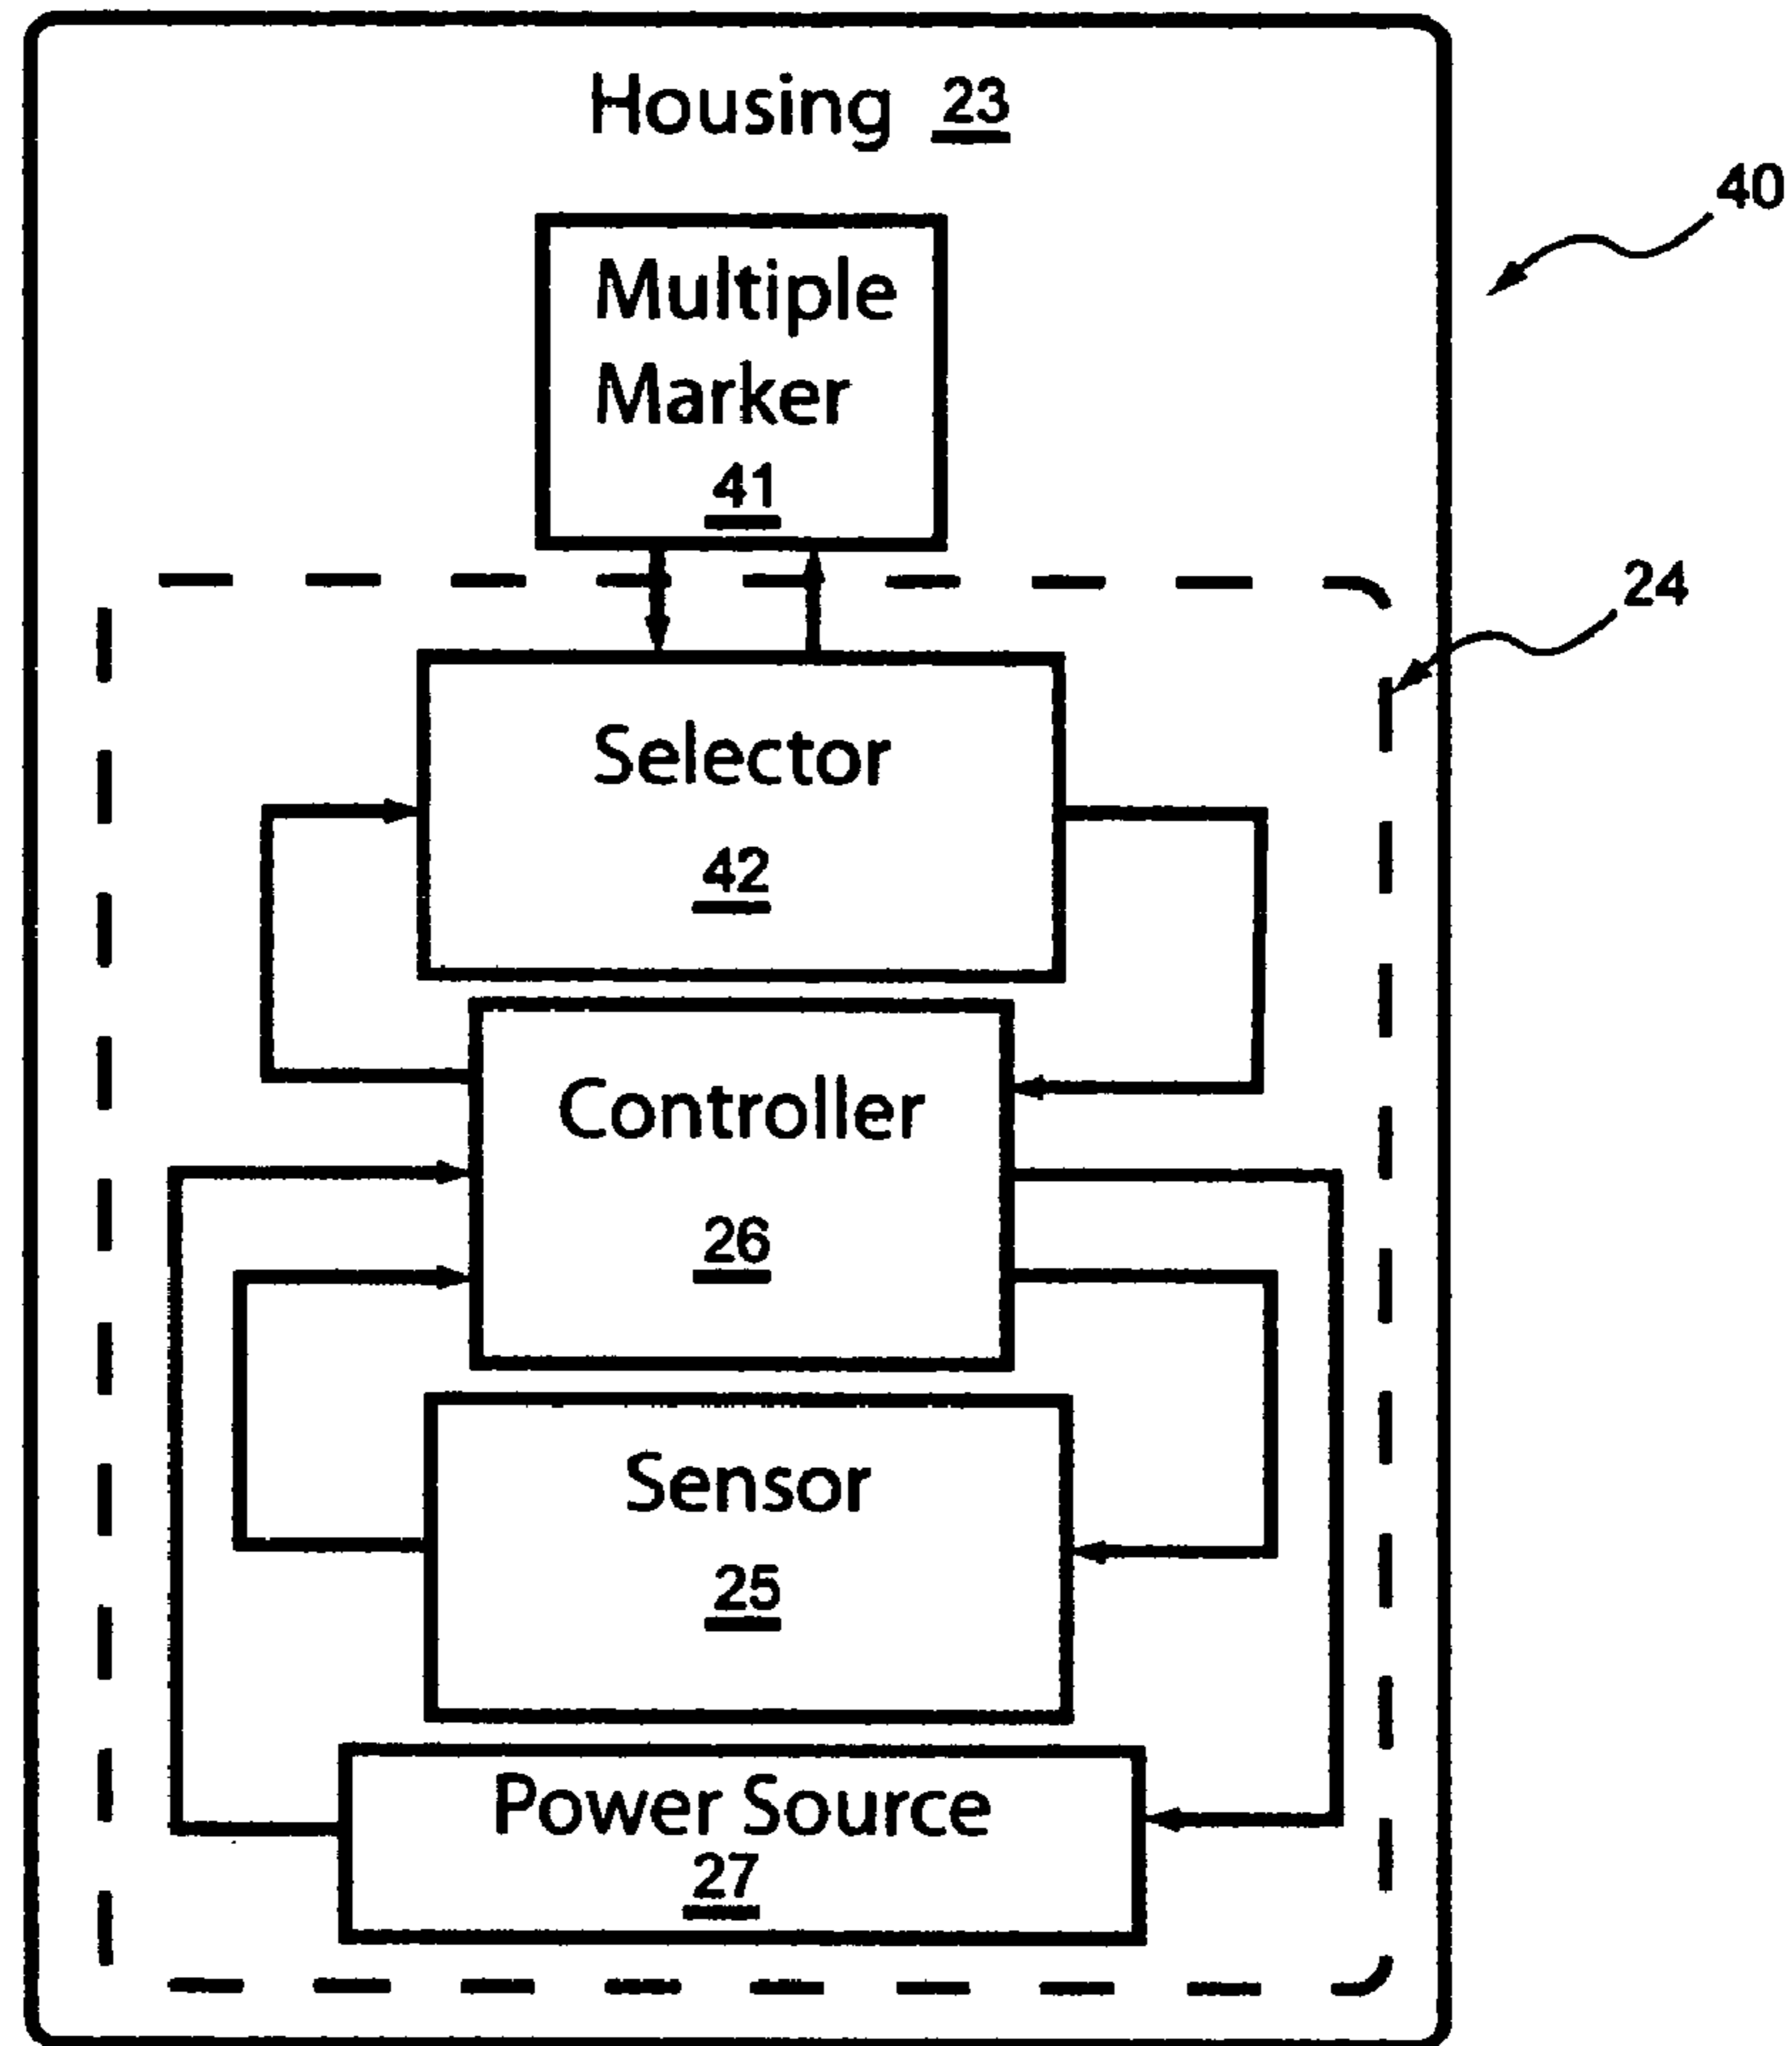 Housing 23
40
Multiple
Marker
41
24
Selector
42
Controller
26
Sensor
25
Power Source
27